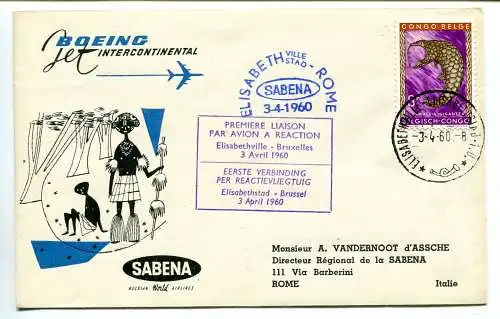 BOEING
Jet INTERCONTINENTAL
ELISABETH VILLE STAD - ROME
SABENA
3-4-1960
PREMIERE LIAISON
PAR AVION A REACTION
Elisabethville - Bruxelles
3 Avril 1960
EERSTE VERBINDING
PER REACTIEVLIEGTUIG
Elisabethstad - Brussel
3 April 1960
CONGO BELGE
GISCH-CONGO
-3-4-60-8
SABENA
BELGIAN World AIRLINES
Monsieur A. VANDERNOOT d'ASSCHE
Directeur Régional de la SABENA
111 Via Barberini
ROME Italie